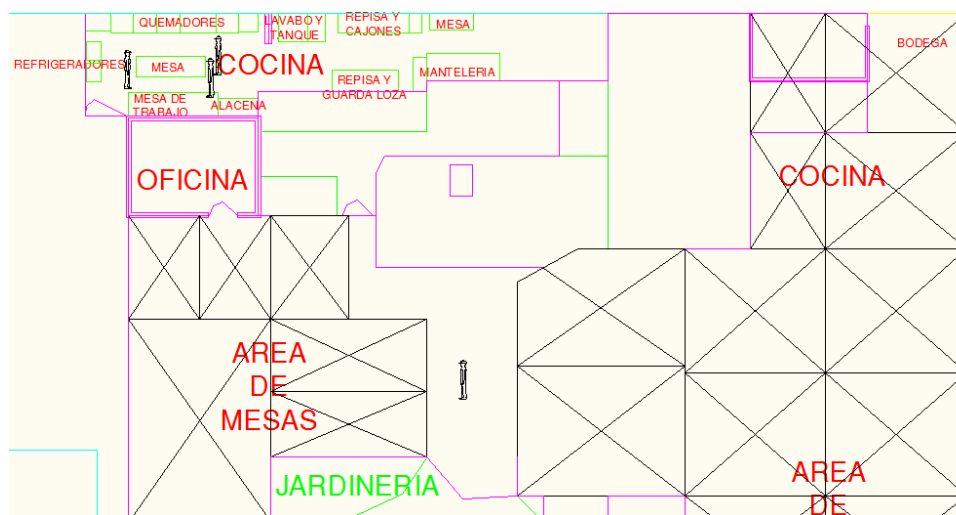 QUEMADORES
LAVABO Y
TANQUE
REPISA Y
CAJONES
MESA
BODEGA
REFRIGERADORES
MESA
COCINA
REPISA Y
GUARDA LOZA
MANTELERIA
MESA DE
TRABAJO
ALACENA
OFICINA
COCINA
AREA
DE
MESAS
JARDINERIA
AREA
DE